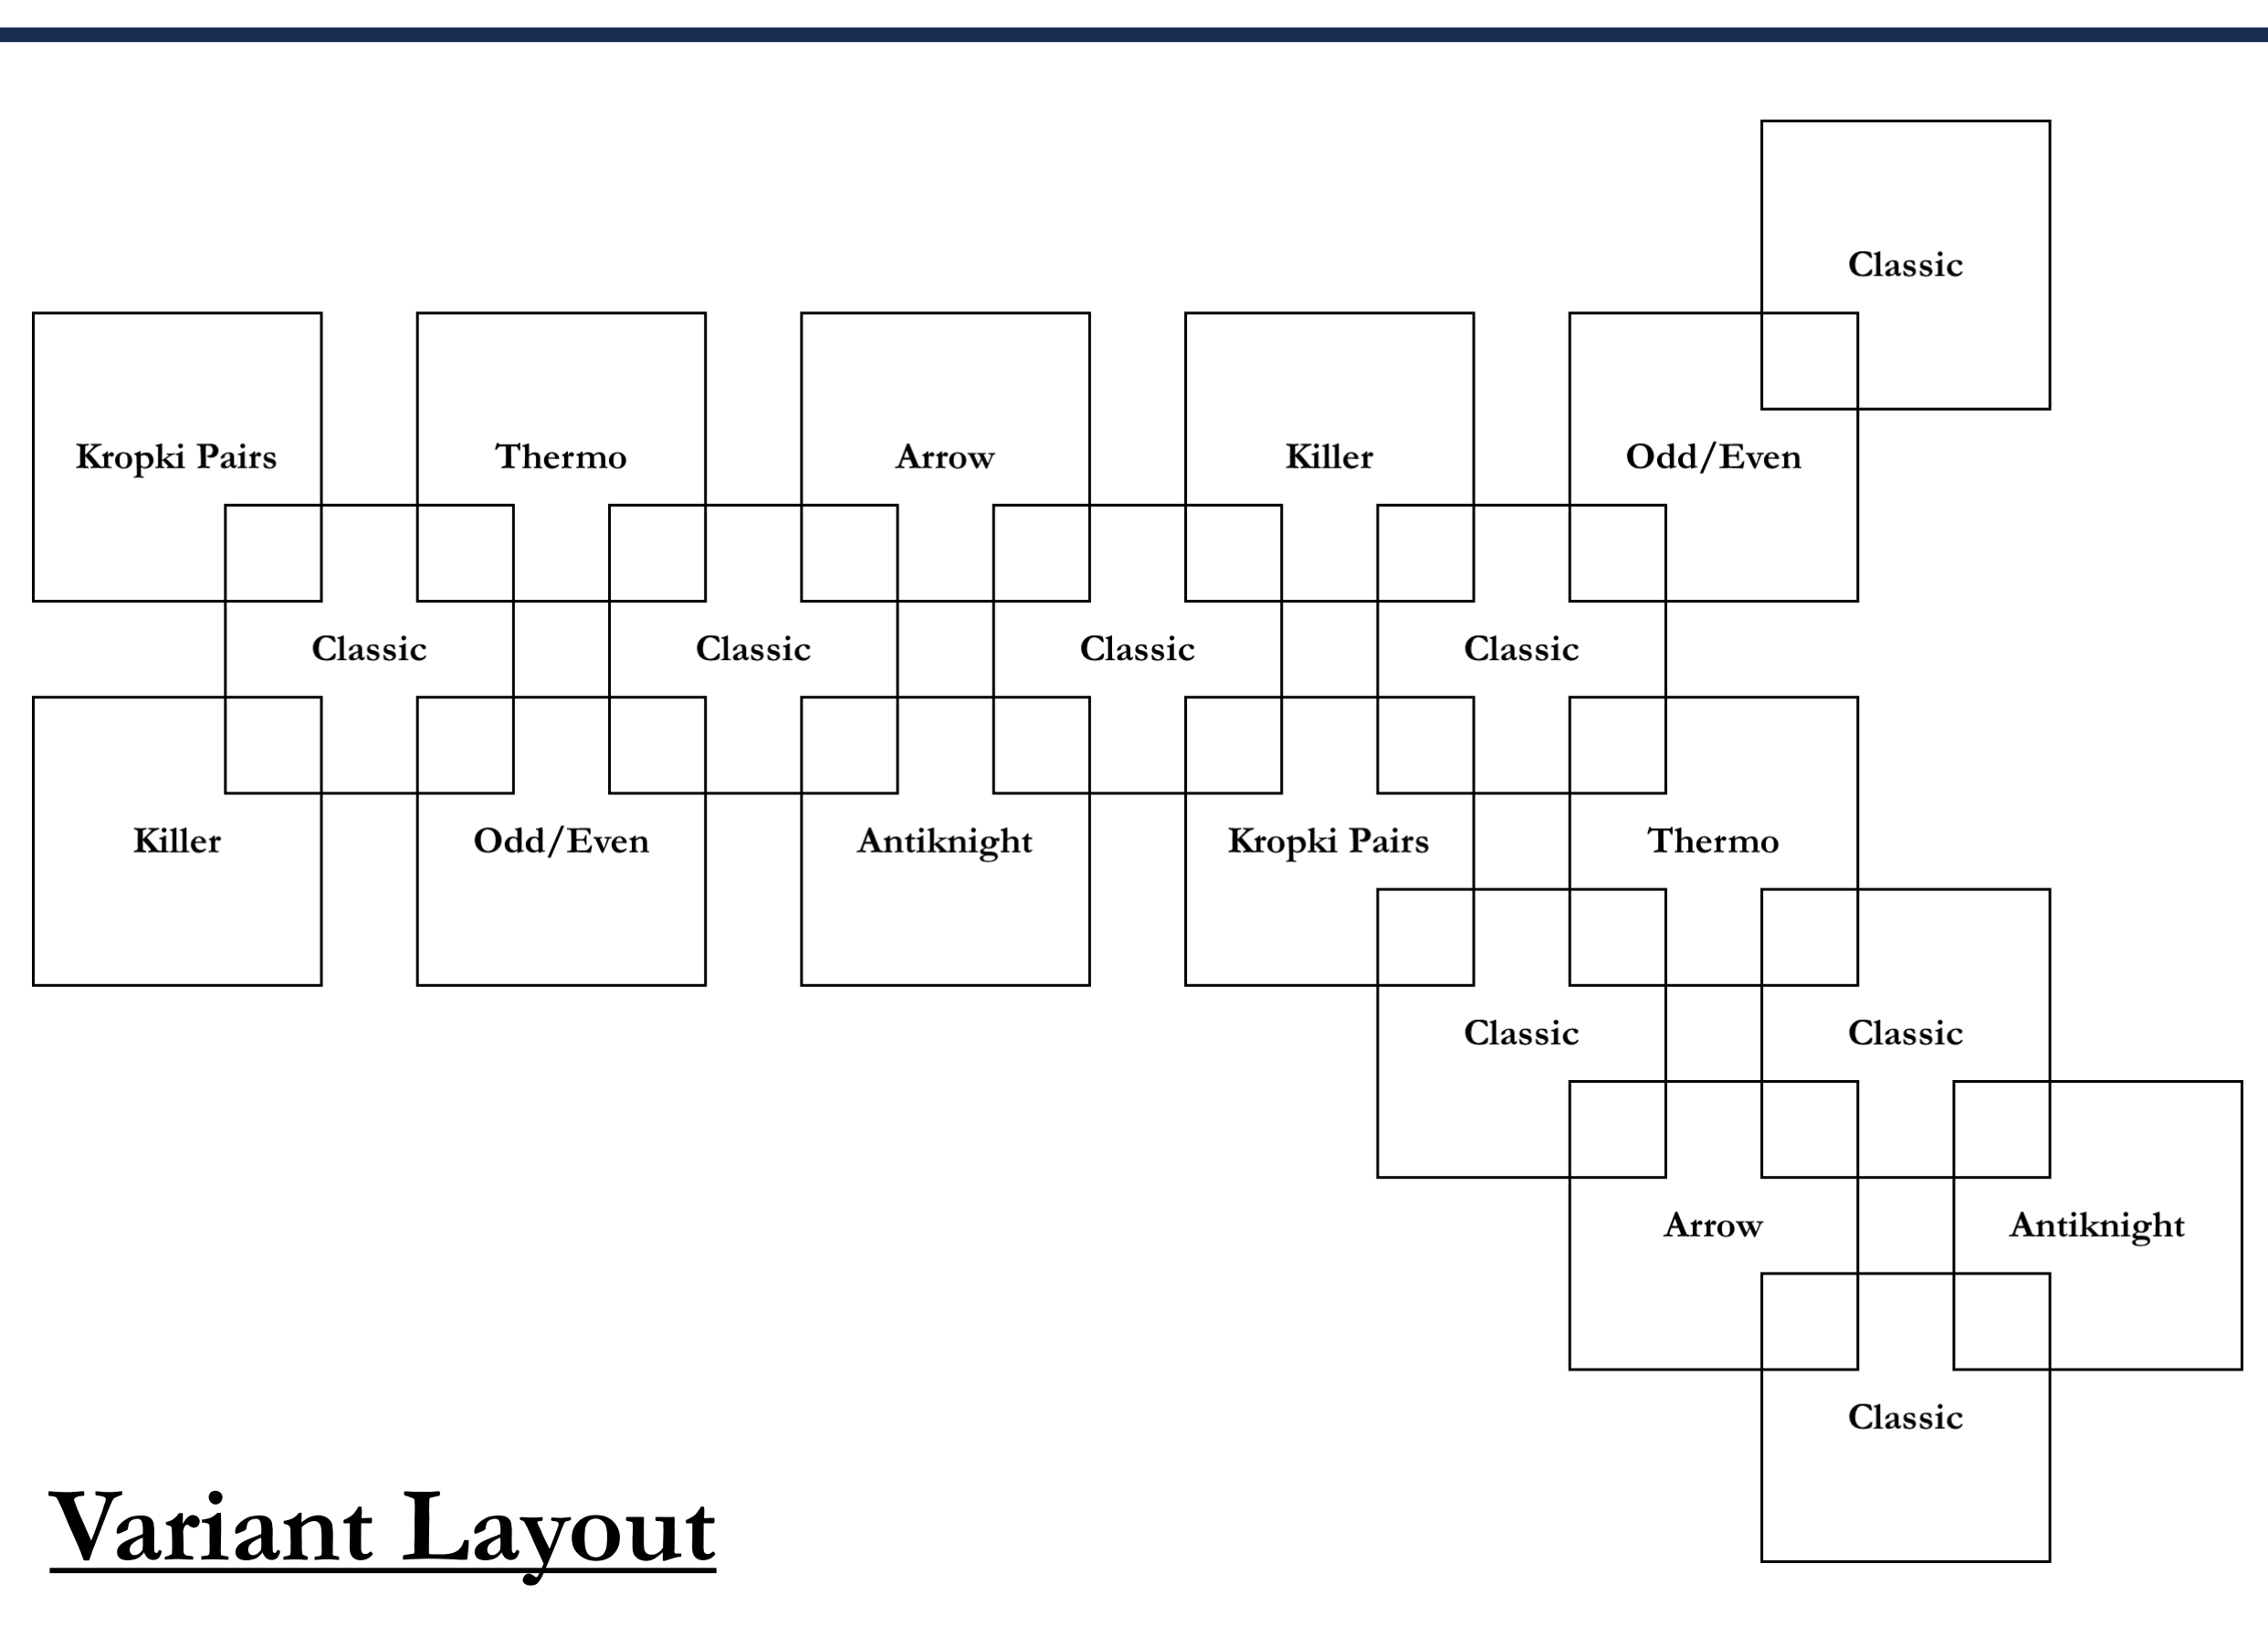 Classic
Kropki Pairs Thermo Arrow Killer Odd/Even
Classic Classic Classic Classic
Killer Odd/Even Antiknight Kropki Pairs Thermo
Classic Classic
Arrow Antiknight
Classic
Variant Layout